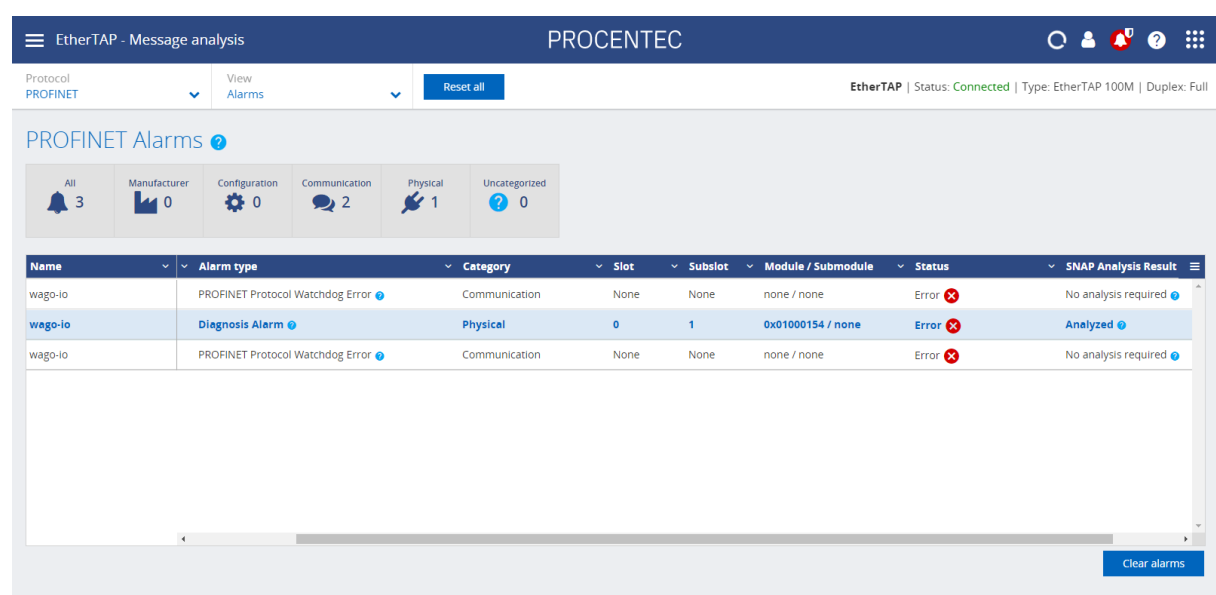 EtherTAP - Message analysis
PROCENTEC
Protocol
PROFINET
View
Alarms
Reset all
EtherTAP | Status: Connected | Type: EtherTAP 100M | Duplex: Full
PROFINET Alarms
All
3
Manufacturer
0
Configuration
0
Communication
2
Physical
1
Uncategorized
0
Name Alarm type Category Slot Subslot Module / Submodule Status SNAP Analysis Result
wago-io PROFINET Protocol Watchdog Error Communication None None none / none Error No analysis required
wago-io Diagnosis Alarm Physical 0 1 0x01000154 / none Error Analyzed
wago-io PROFINET Protocol Watchdog Error Communication None None none / none Error No analysis required
Clear alarms